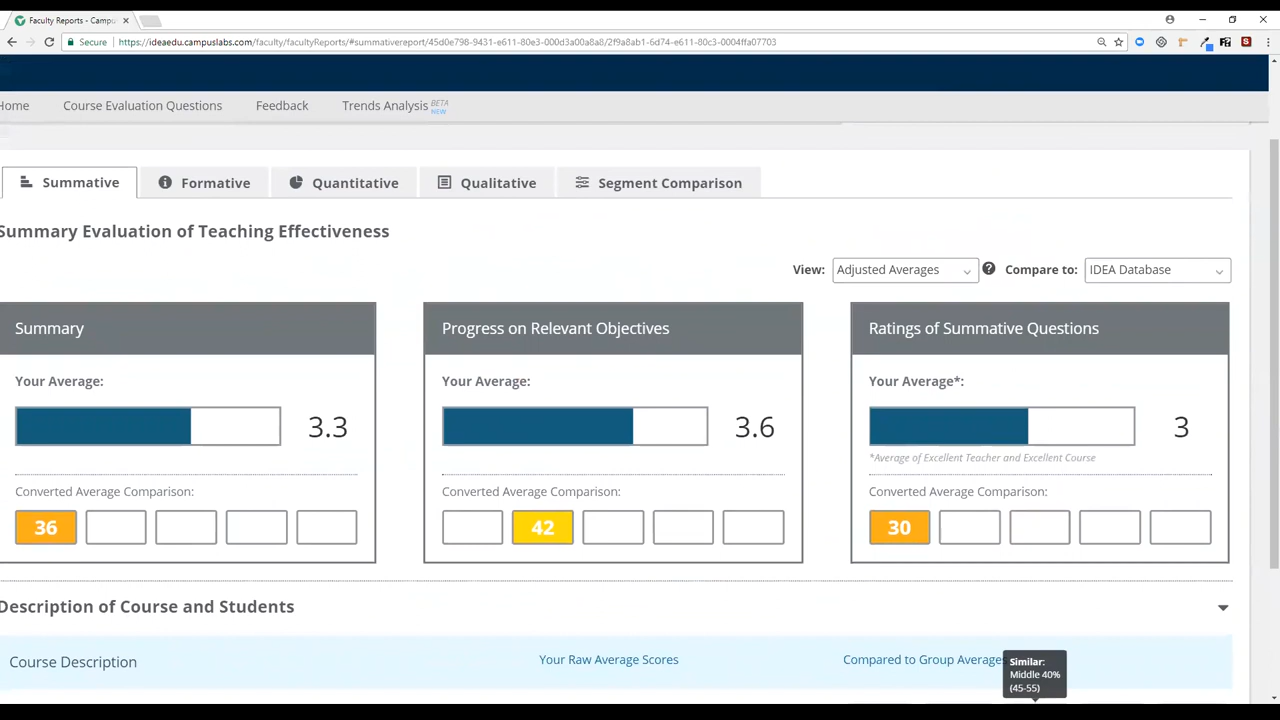 Faculty Reports - Campu
Secure https://ideaedu.campuslabs.com/faculty/facultyReports/#summativereport/45d0e798-9431-e611-80e3-000d3a00a8a8/2f9a8ab1-6d74-e611-80c3-0004ffa07703
Home Course Evaluation Questions Feedback Trends Analysis BETA NEW
Summative Formative Quantitative Qualitative Segment Comparison
Summary Evaluation of Teaching Effectiveness
View: Adjusted Averages Compare to: IDEA Database
Summary
Your Average:
3.3
Converted Average Comparison:
36
Progress on Relevant Objectives
Your Average:
3.6
Converted Average Comparison:
42
Ratings of Summative Questions
Your Average*:
3
*Average of Excellent Teacher and Excellent Course
Converted Average Comparison:
30
Description of Course and Students
Course Description Your Raw Average Scores Compared to Group Averages
Similar:
Middle 40%
(45-55)